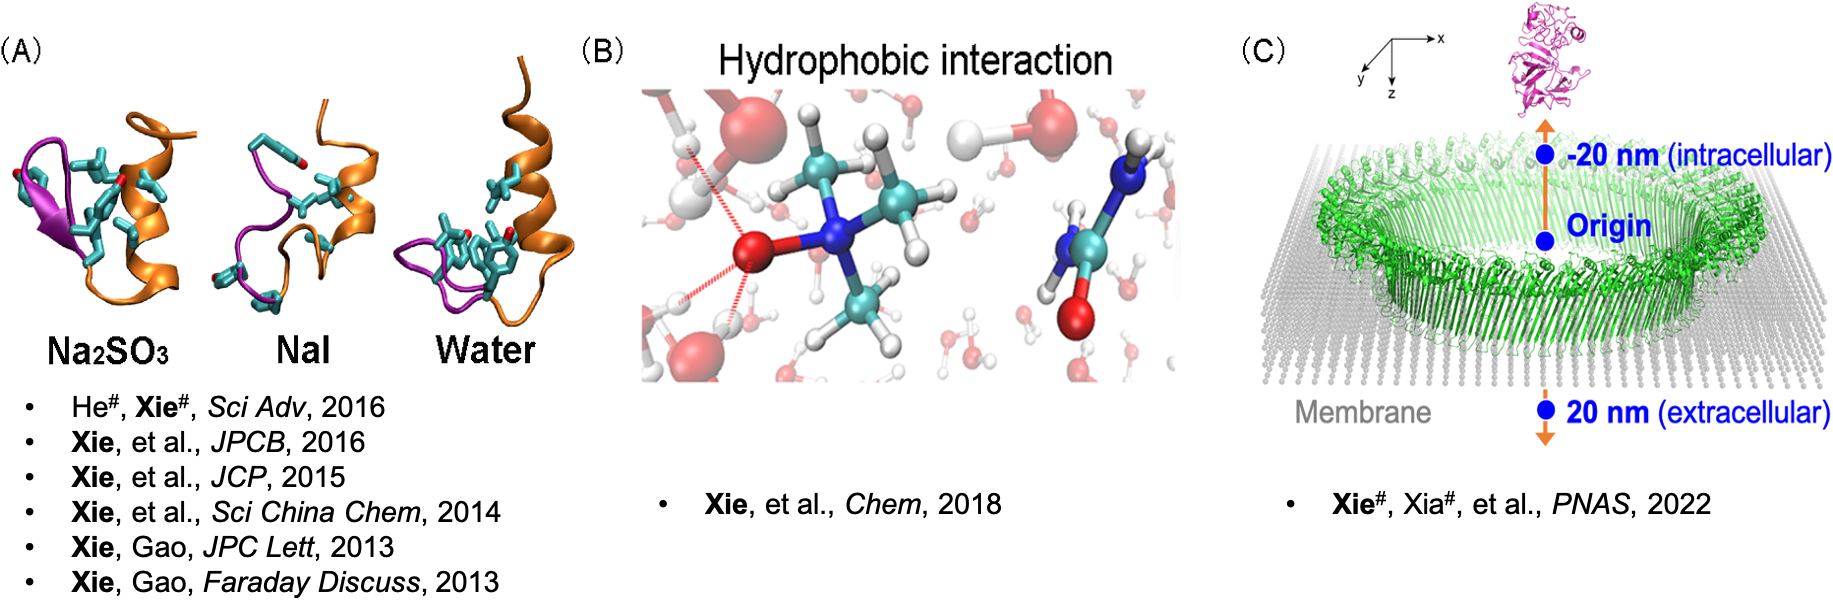 (A)
Na₂SO₃
NaI
Water
• He#, Xie#, Sci Adv, 2016
• Xie, et al., JPCB, 2016
• Xie, et al., JCP, 2015
• Xie, et al., Sci China Chem, 2014
• Xie, Gao, JPC Lett, 2013
• Xie, Gao, Faraday Discuss, 2013
(B)
Hydrophobic interaction
• Xie, et al., Chem, 2018
(C)
x
y
z
-20 nm (intracellular)
Origin
Membrane
20 nm (extracellular)
• Xie#, Xia#, et al., PNAS, 2022